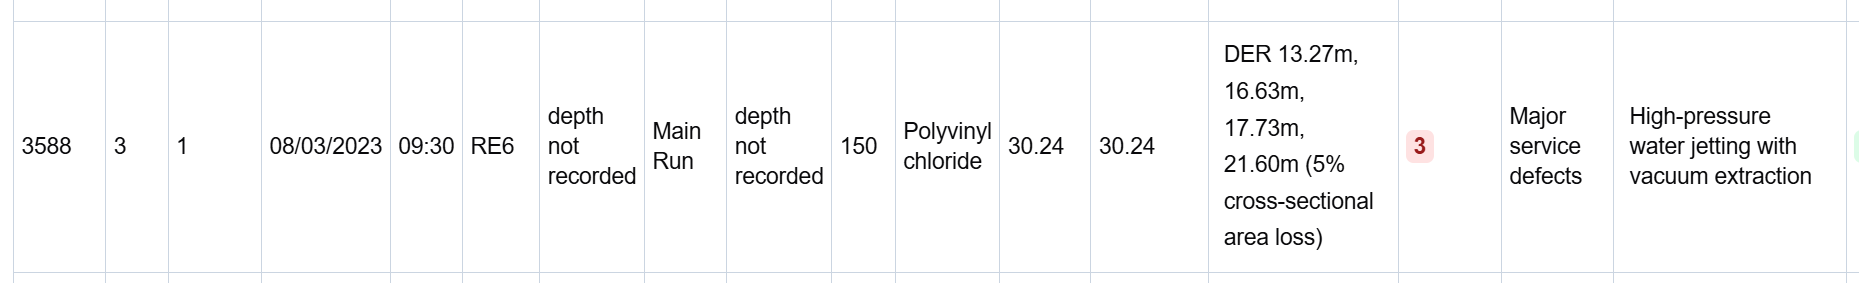 3588
3
1
08/03/2023
09:30
RE6
depth
not
recorded
Main
Run
depth
not
recorded
150
Polyvinyl
chloride
30.24
30.24
DER 13.27m,
16.63m,
17.73m,
21.60m (5%
cross-sectional
area loss)
3
Major
service
defects
High-pressure
water jetting with
vacuum extraction